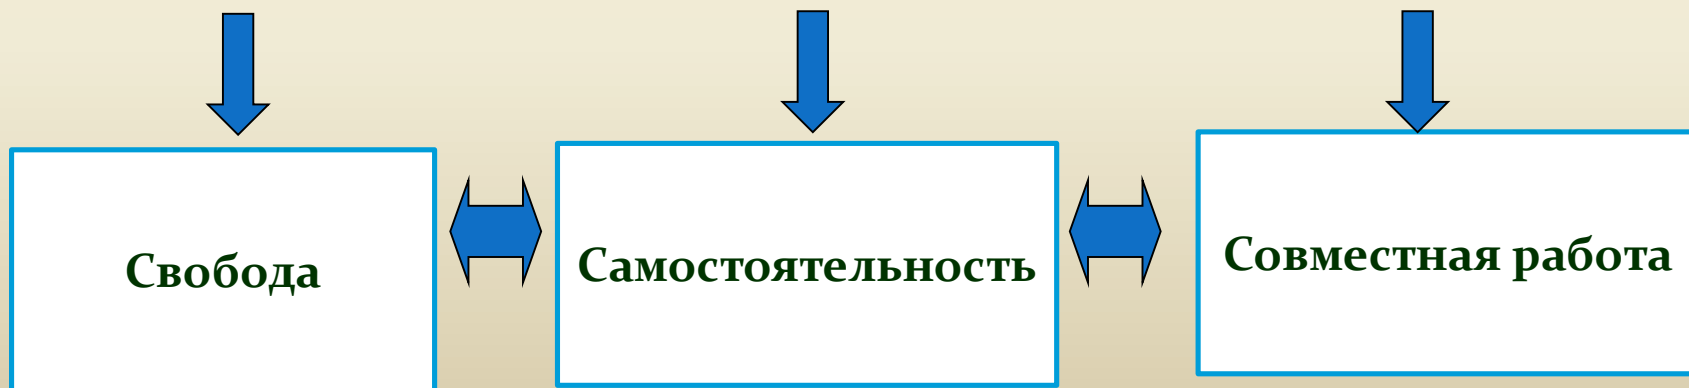 Свобода
Самостоятельность
Совместная работа